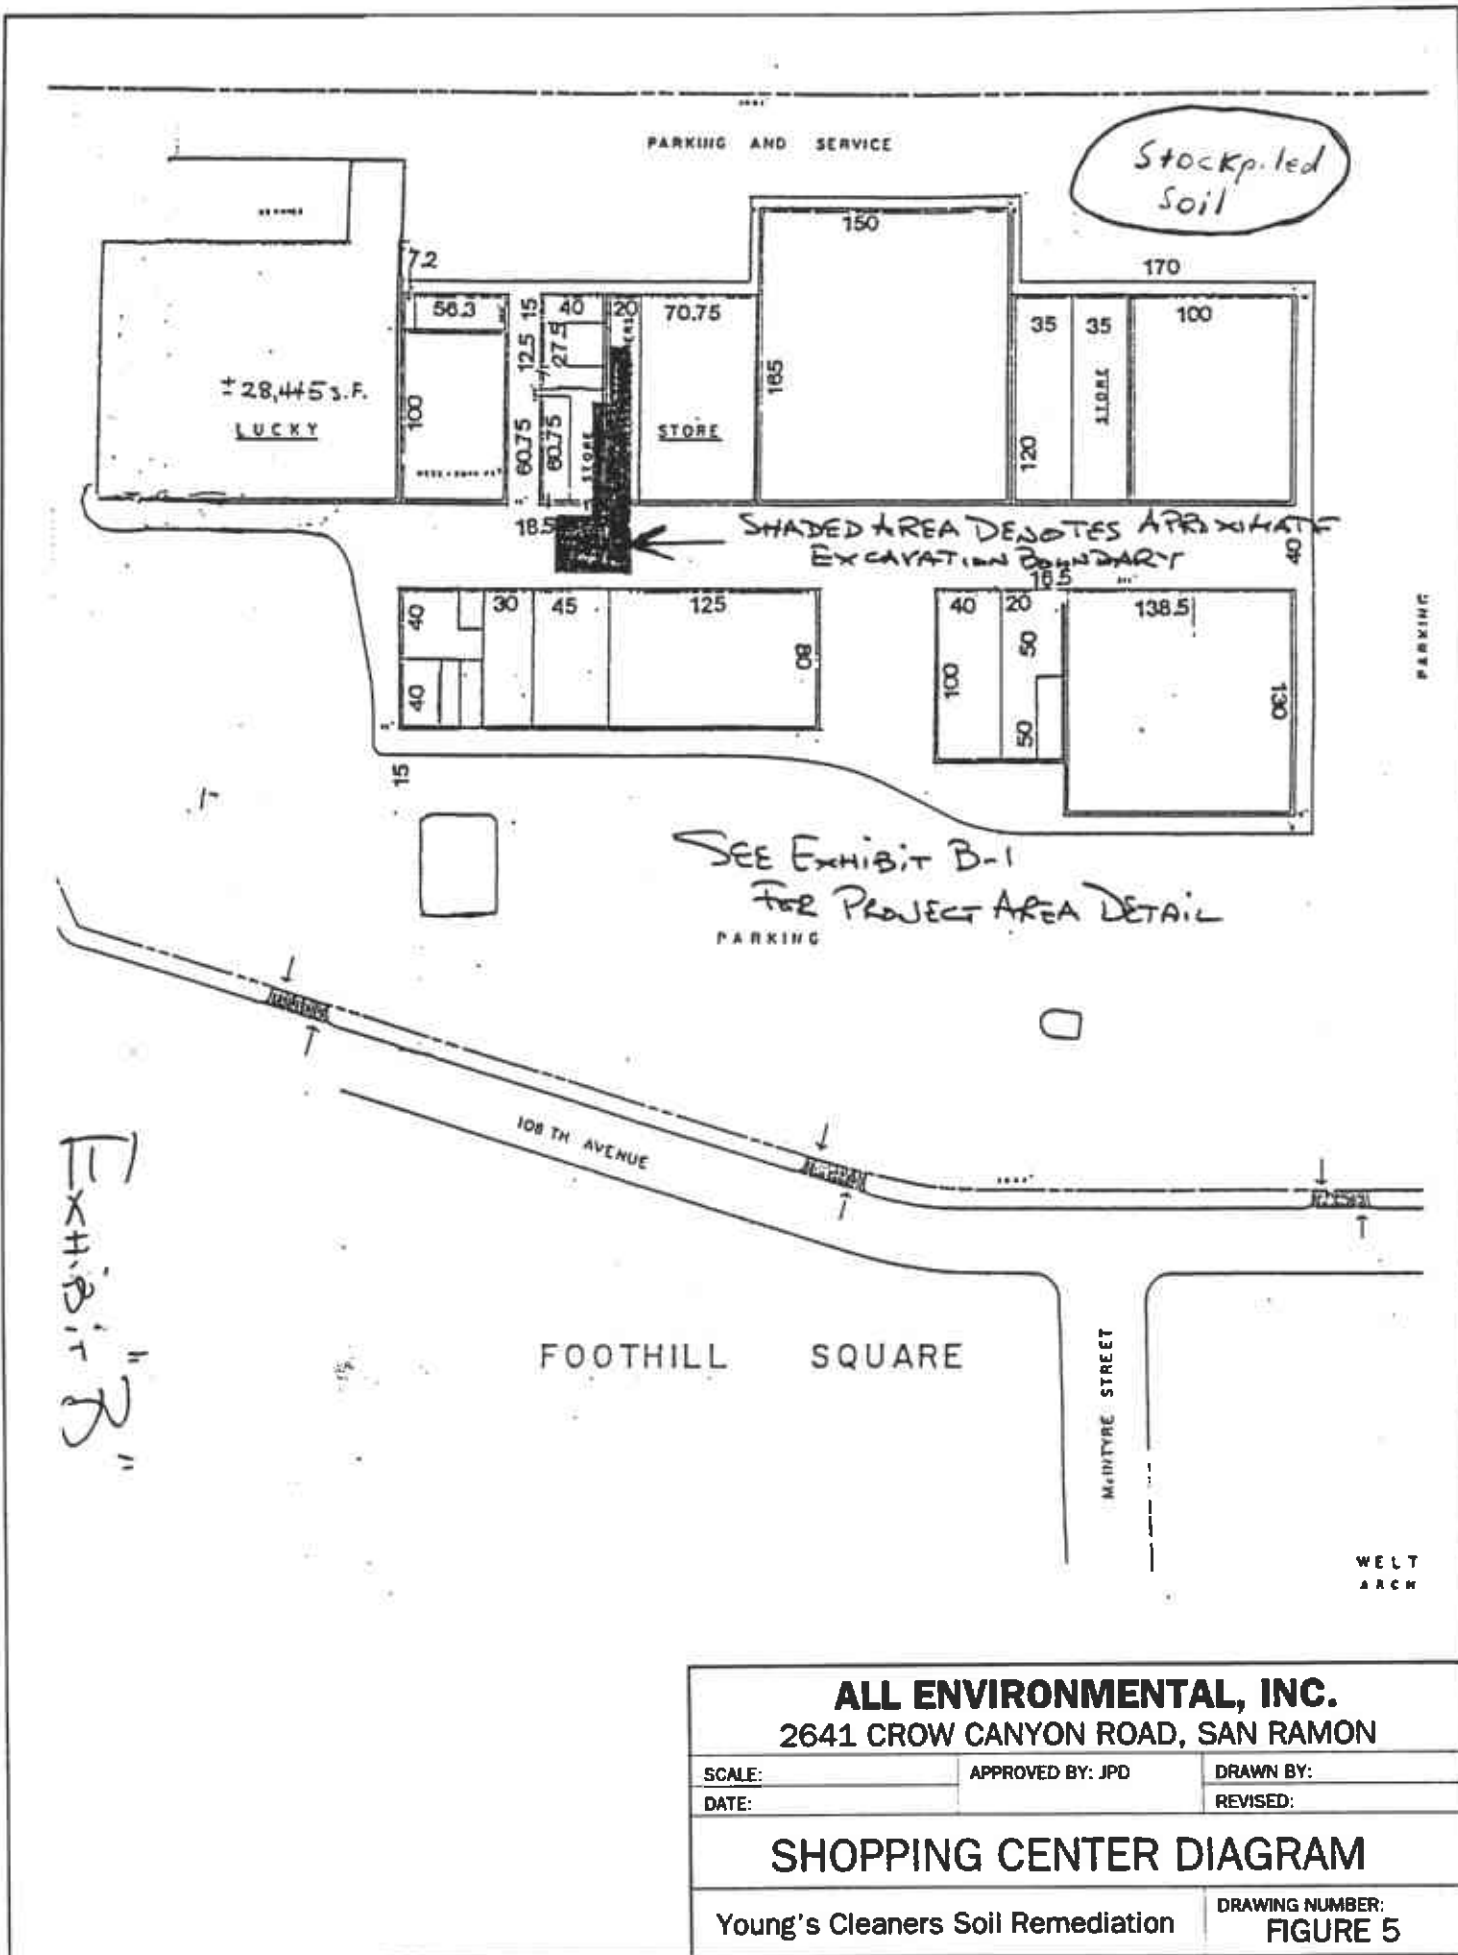 PARKING AND SERVICE
Stockpiled
Soil
7.2
150
170
56.3
15
40
20
70.75
35
35
100
12.5
27.5
165
± 28,445 S.F.
LUCKY
100
STORE
60.75
60.75
STORE
STORE
120
18.5
SHADED AREA DENOTES APROXIMATE
EXCAVATION BOUNDARY
40
16.5
40
30
45
125
40
20
138.5
PARKING
50
80
100
40
130
50
15
SEE EXHIBIT B-1
FOR PROJECT AREA DETAIL
PARKING
108 TH AVENUE
EXHIBIT "B"
FOOTHILL SQUARE
McINTYRE STREET
WELT
ARCH
ALL ENVIRONMENTAL, INC.
2641 CROW CANYON ROAD, SAN RAMON
SCALE:
APPROVED BY: JPD
DRAWN BY:
DATE:
REVISED:
SHOPPING CENTER DIAGRAM
Young's Cleaners Soil Remediation
DRAWING NUMBER:
FIGURE 5